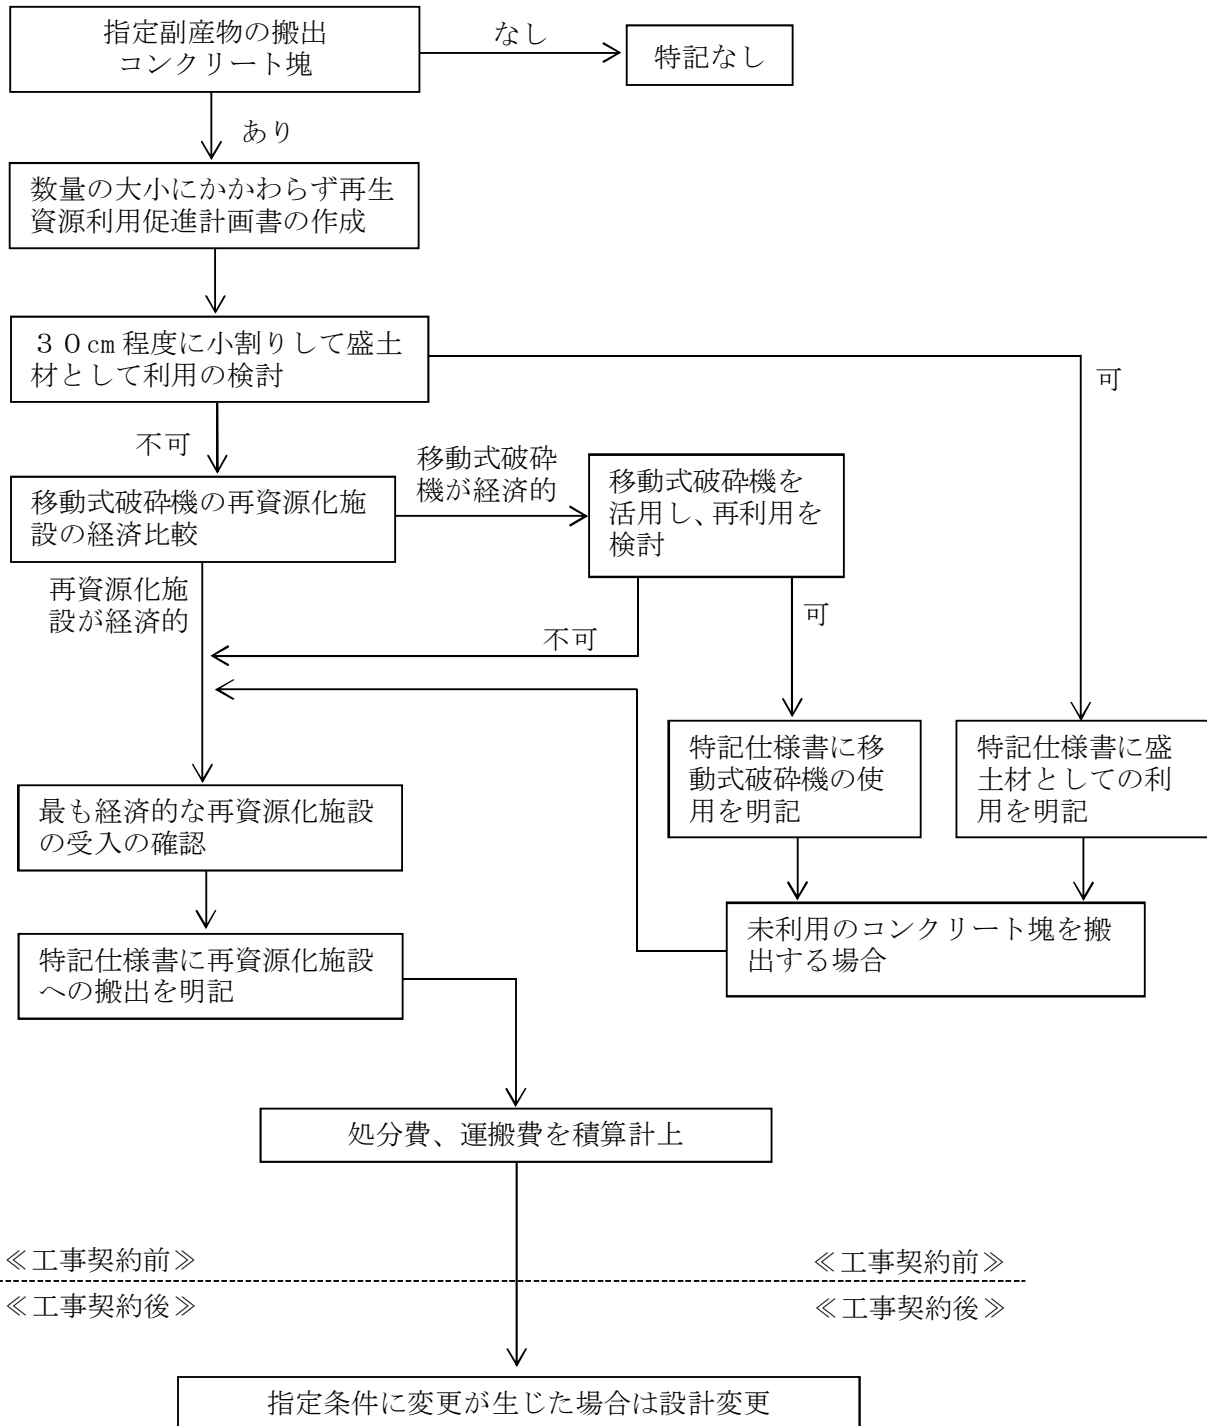 指定副産物の搬出
コンクリート塊
なし
特記なし
あり
数量の大小にかかわらず再生
資源利用促進計画書の作成
30cm程度に小割りして盛土
材として利用の検討
可
不可
移動式破砕機の再資源化施
設の経済比較
移動式破砕
機が経済的
移動式破砕機を
活用し、再利用を
検討
再資源化施
設が経済的
不可
可
特記仕様書に移
動式破砕機の使
用を明記
特記仕様書に盛
土材としての利
用を明記
最も経済的な再資源化施設
の受入の確認
未利用のコンクリート塊を搬
出する場合
特記仕様書に再資源化施設
への搬出を明記
処分費、運搬費を積算計上
≪工事契約前≫
≪工事契約前≫
≪工事契約後≫
≪工事契約後≫
指定条件に変更が生じた場合は設計変更